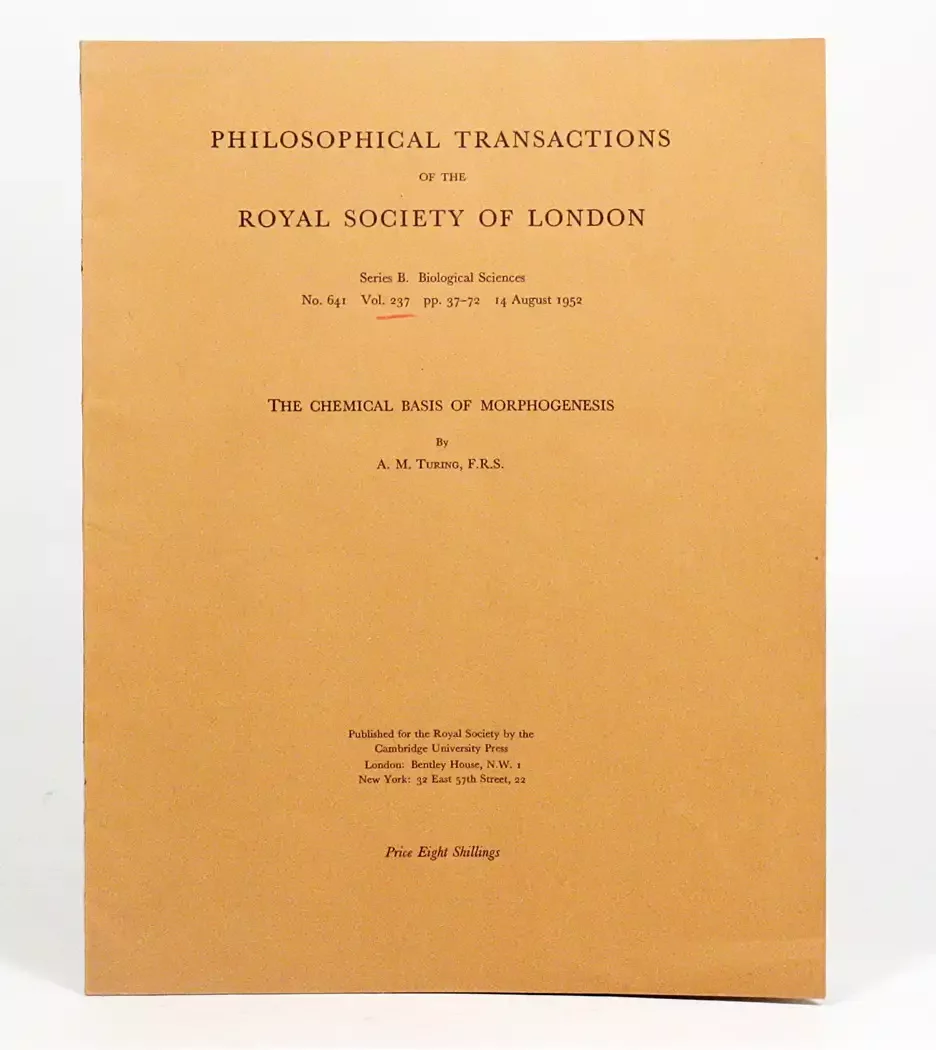 PHILOSOPHICAL TRANSACTIONS
OF THE
ROYAL SOCIETY OF LONDON
Series B. Biological Sciences
No. 641 Vol. 237 pp. 37–72 14 August 1952
THE CHEMICAL BASIS OF MORPHOGENESIS
By
A. M. TURING, F.R.S.
Published for the Royal Society by the
Cambridge University Press
London: Bentley House, N.W. 1
New York: 32 East 57th Street, 22
Price Eight Shillings